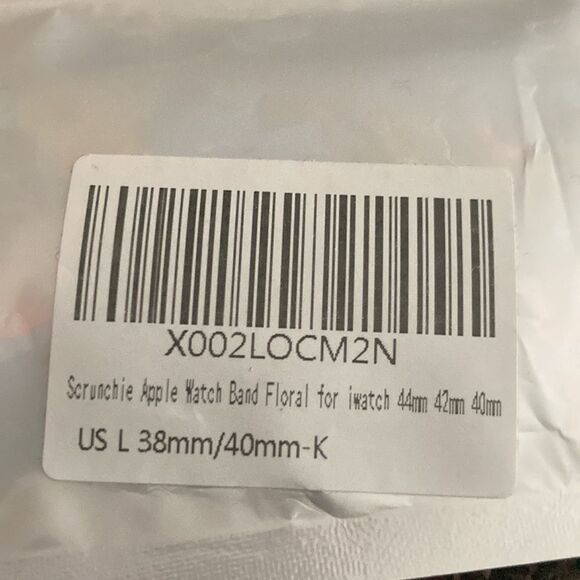 X002LOCM2N
Scrunchie Apple Watch Band Floral for iwatch 44mm 42mm 40mm
US L 38mm/40mm-K